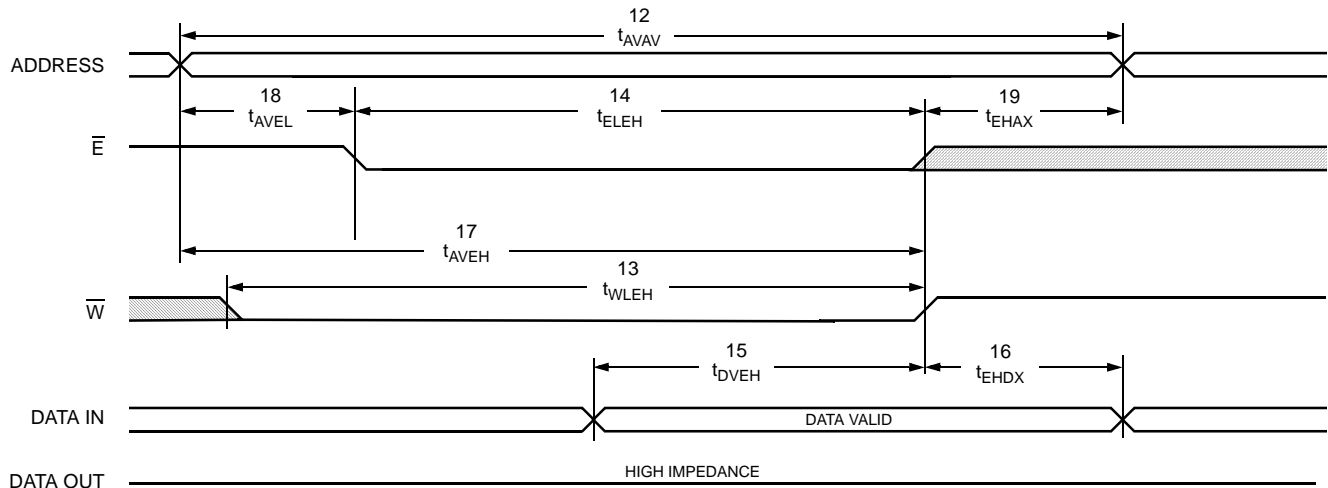 12
tAVAV
ADDRESS
18
tAVEL
14
tELEH
19
tEHAX
E̅
17
tAVEH
13
tWLEH
W̅
15
tDVEH
16
tEHDX
DATA IN
DATA VALID
DATA OUT
HIGH IMPEDANCE